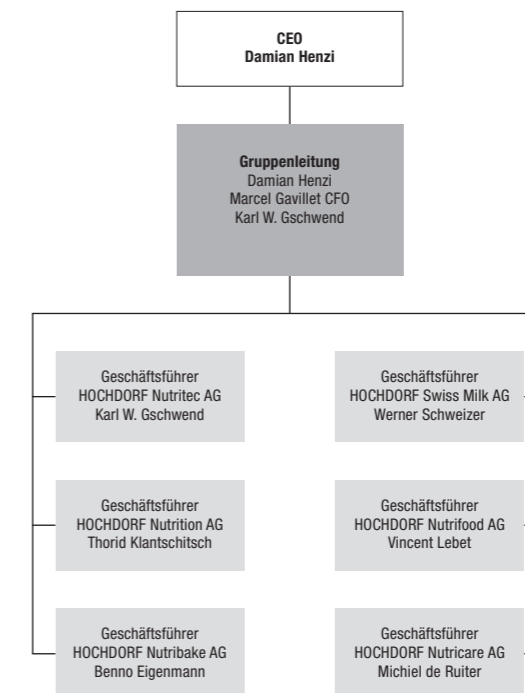 CEO
Damian Henzi
Gruppenleitung
Damian Henzi
Marcel Gavillet CFO
Karl W. Gschwend
Geschäftsführer
HOCHDORF Nutritec AG
Karl W. Gschwend
Geschäftsführer
HOCHDORF Swiss Milk AG
Werner Schweizer
Geschäftsführer
HOCHDORF Nutrition AG
Thorid Klantschitsch
Geschäftsführer
HOCHDORF Nutrifood AG
Vincent Lebet
Geschäftsführer
HOCHDORF Nutribake AG
Benno Eigenmann
Geschäftsführer
HOCHDORF Nutricare AG
Michiel de Ruiter